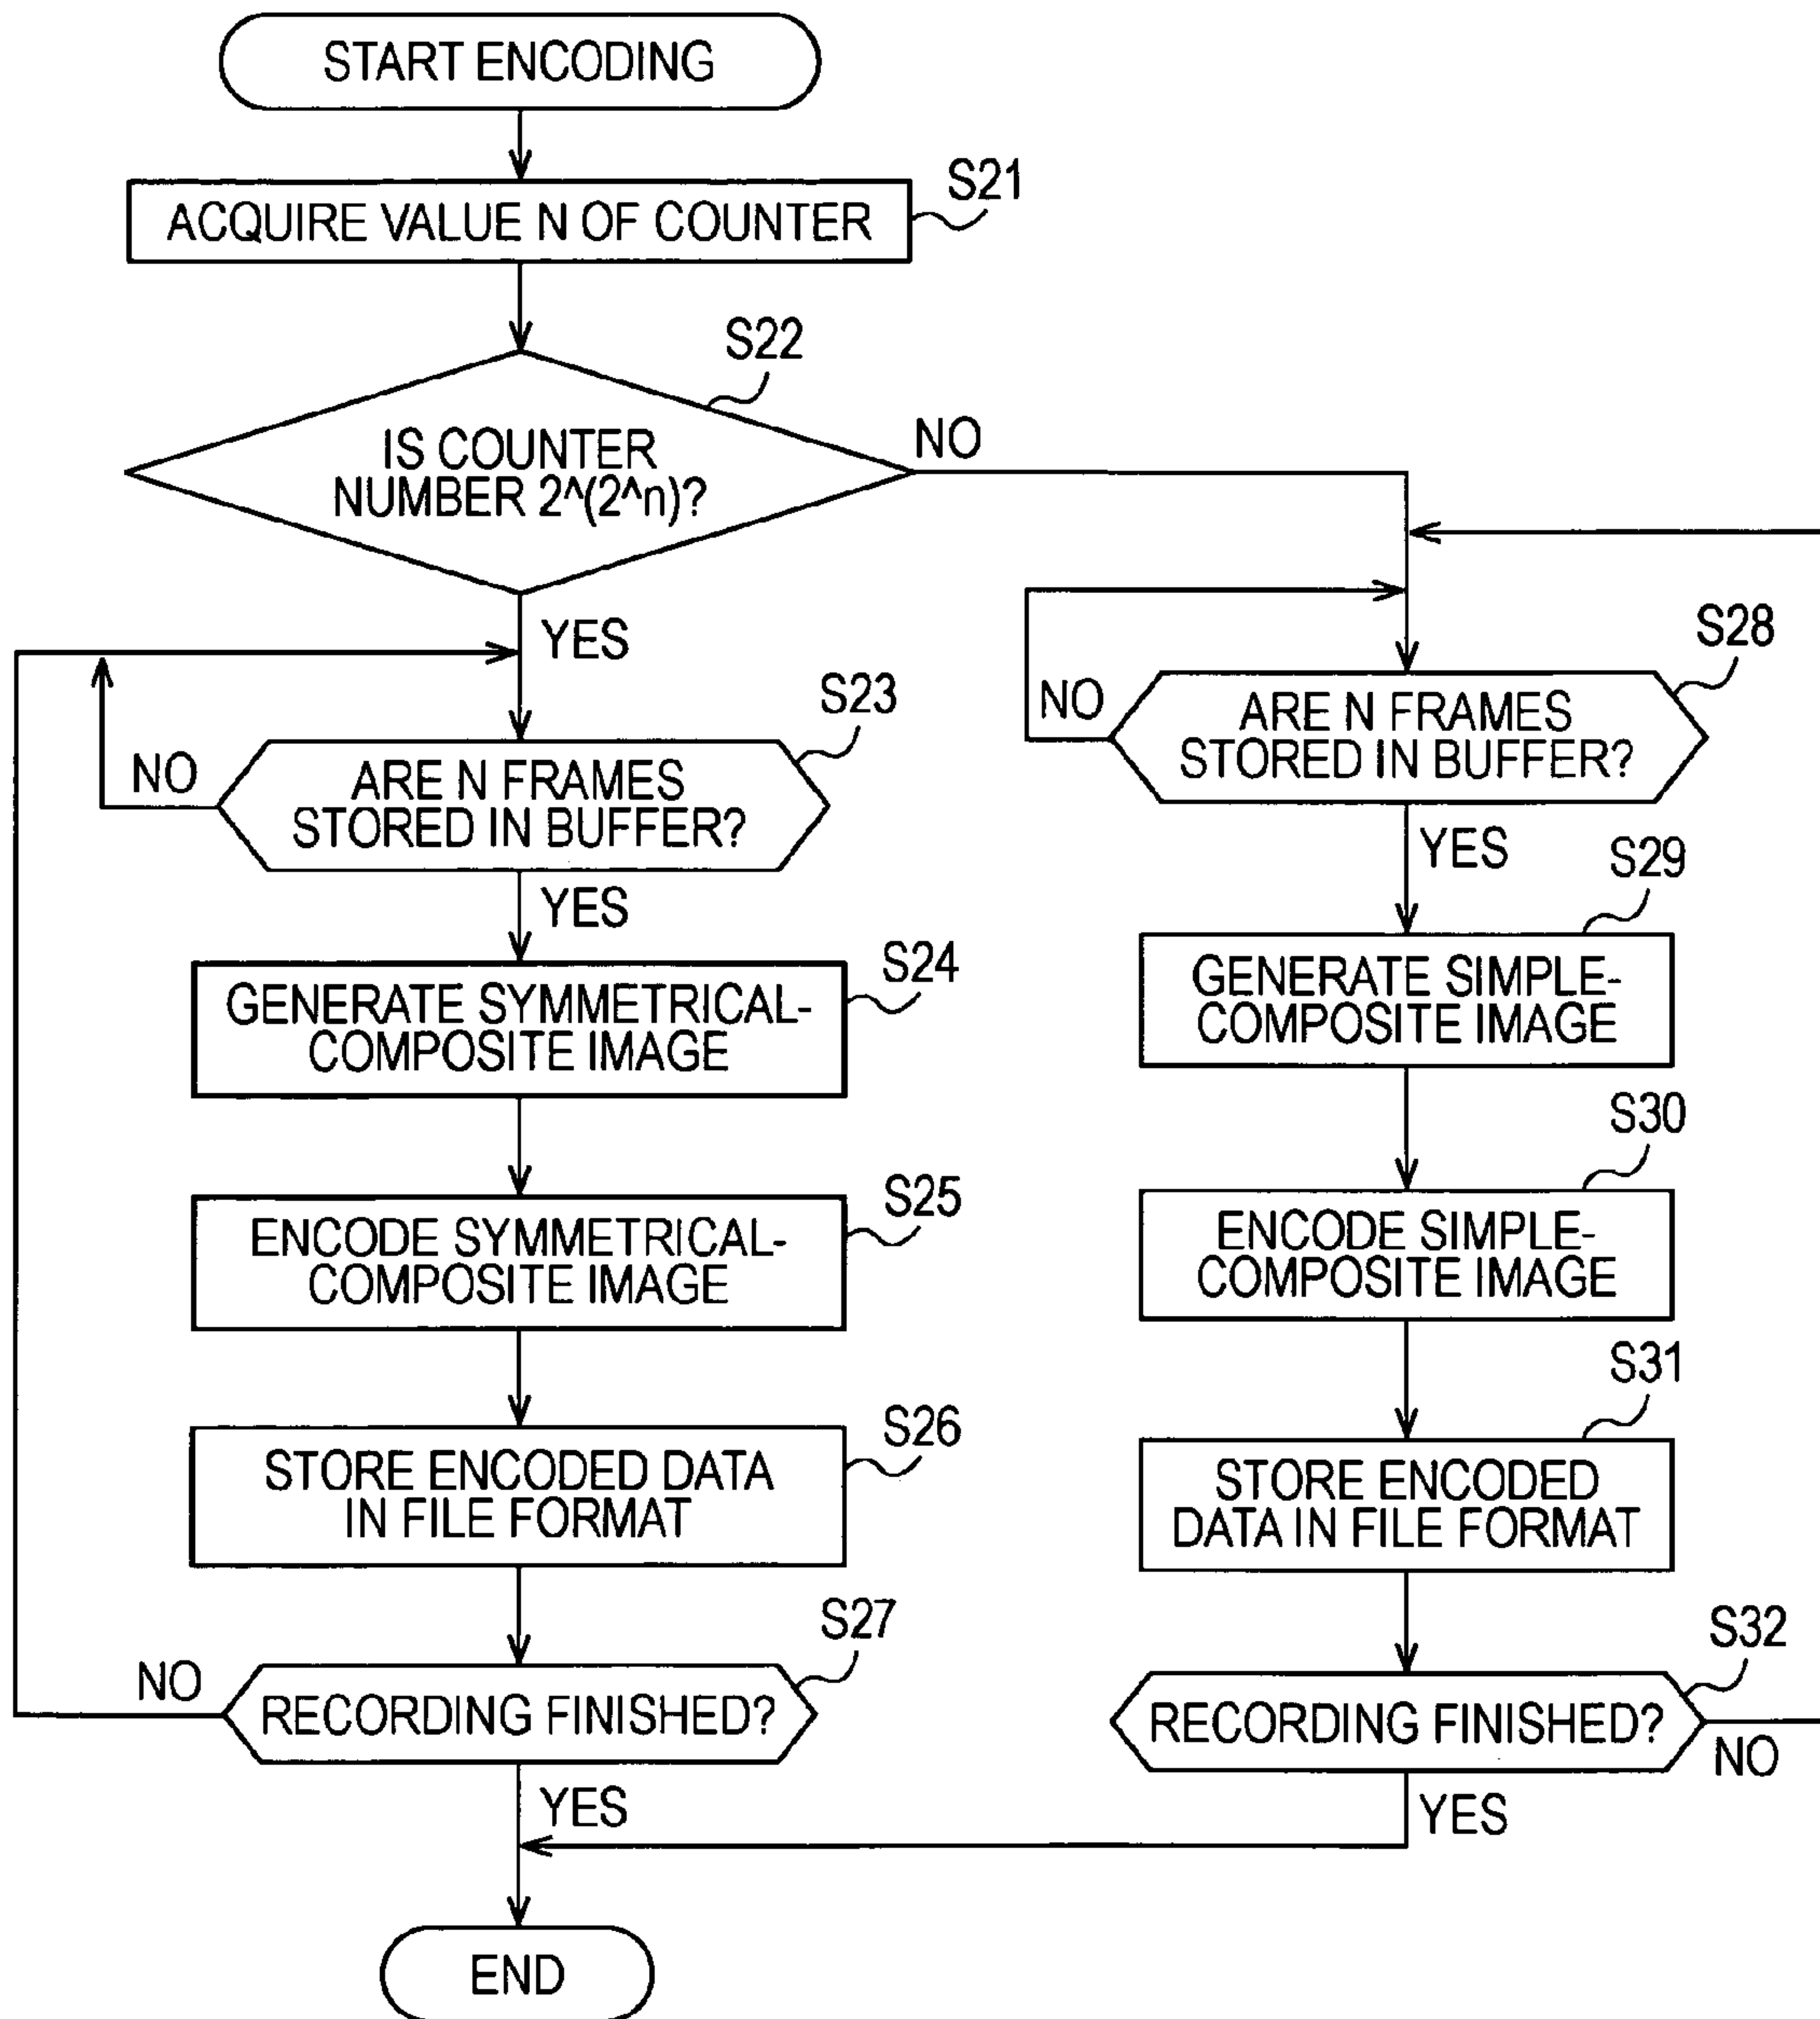 START ENCODING
ACQUIRE VALUE N OF COUNTER
S21
IS COUNTER
NUMBER 2^(2^n)?
S22
NO
YES
ARE N FRAMES
STORED IN BUFFER?
S23
NO
YES
GENERATE SYMMETRICAL-
COMPOSITE IMAGE
S24
ENCODE SYMMETRICAL-
COMPOSITE IMAGE
S25
STORE ENCODED DATA
IN FILE FORMAT
S26
RECORDING FINISHED?
S27
NO
YES
ARE N FRAMES
STORED IN BUFFER?
S28
NO
YES
GENERATE SIMPLE-
COMPOSITE IMAGE
S29
ENCODE SIMPLE-
COMPOSITE IMAGE
S30
STORE ENCODED
DATA IN FILE FORMAT
S31
RECORDING FINISHED?
S32
NO
YES
END